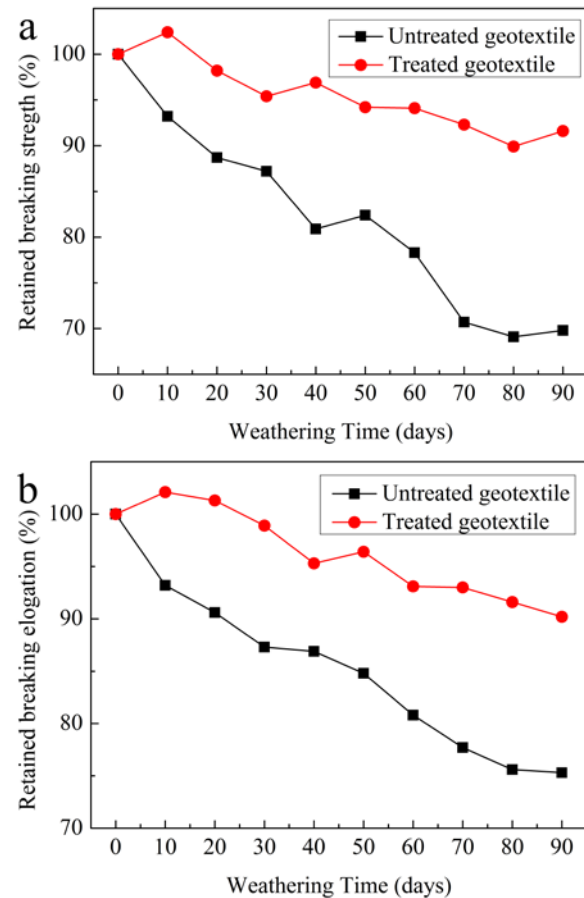 a
Untreated geotextile
Treated geotextile
Retained breaking stregth (%)
100
90
80
70
0 10 20 30 40 50 60 70 80 90
Weathering Time (days)
b
Untreated geotextile
Treated geotextile
Retained breaking elogation (%)
100
90
80
70
0 10 20 30 40 50 60 70 80 90
Weathering Time (days)